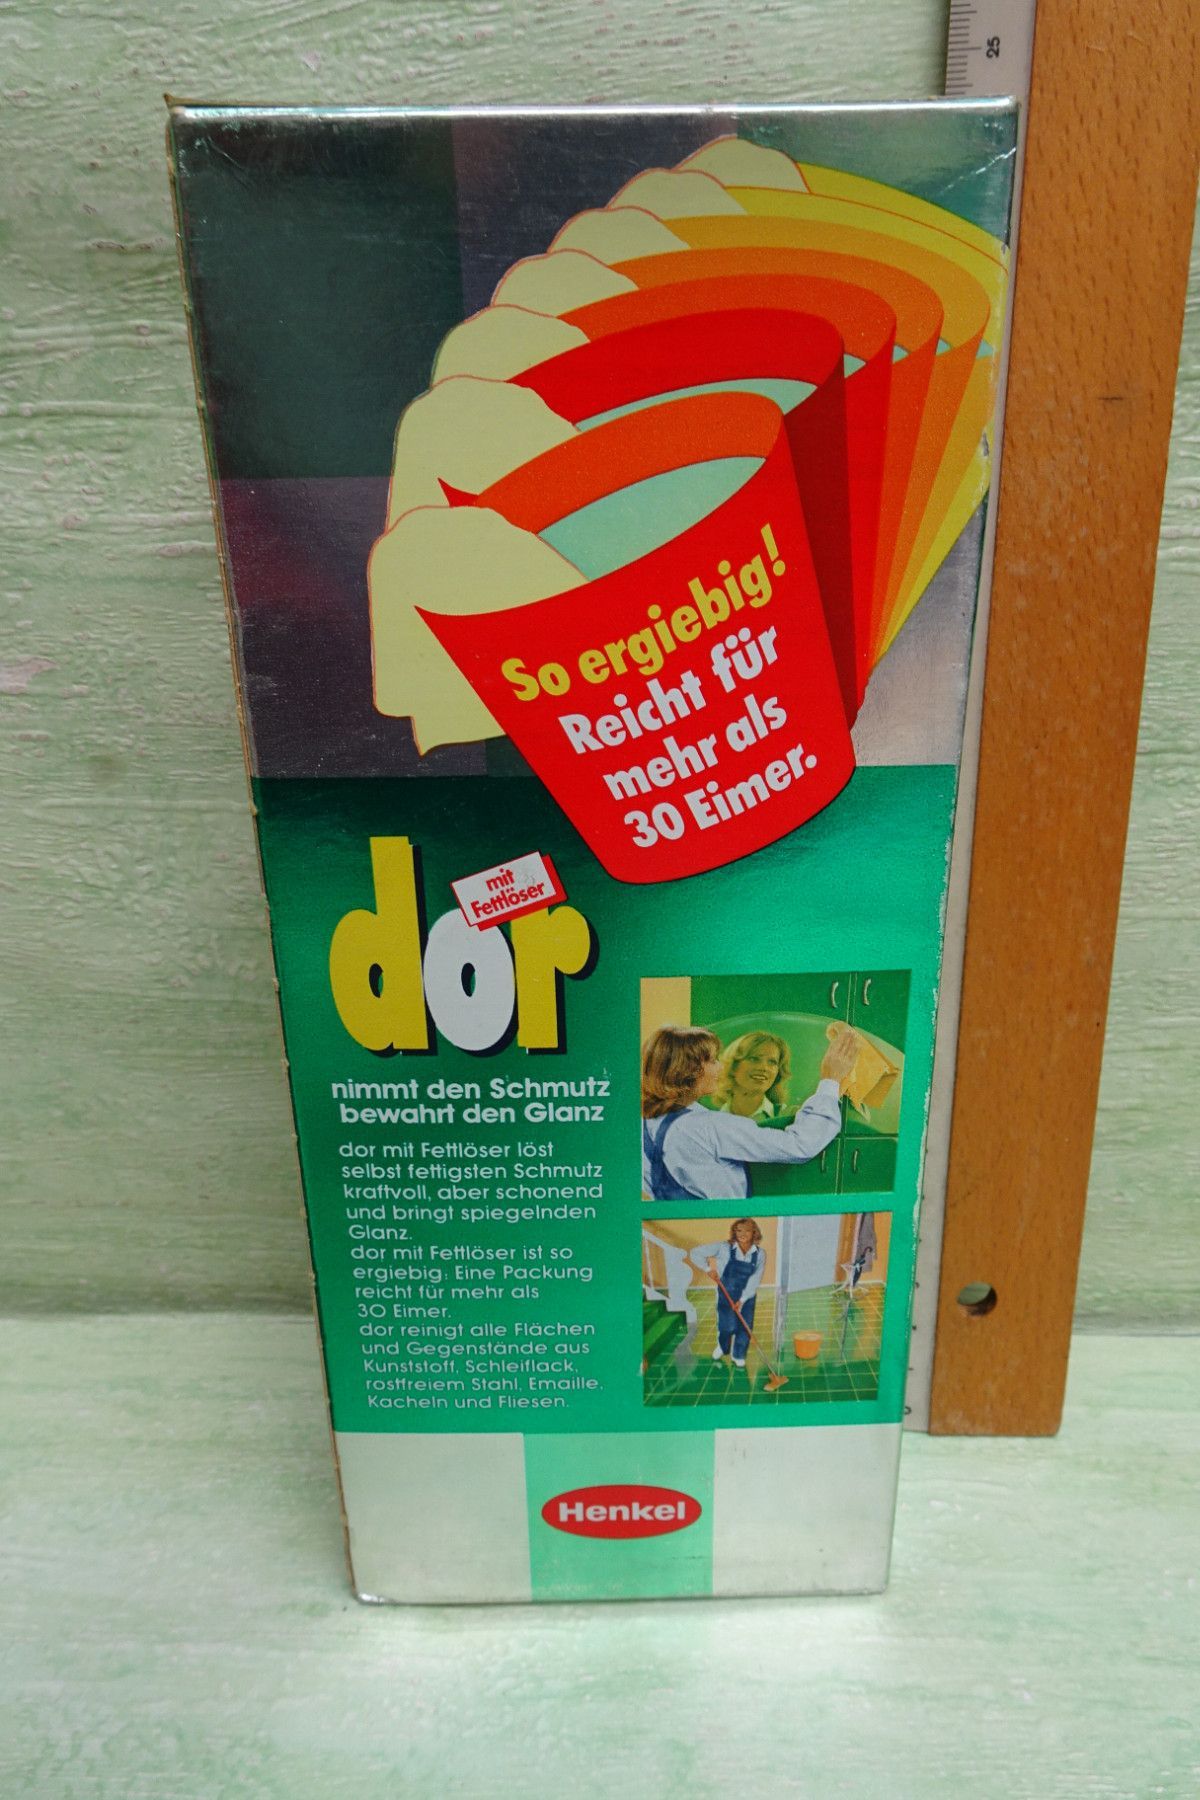 25
So ergiebig!
Reicht für
mehr als
30 Eimer.
mit
Fettlöser
dor
nimmt den Schmutz
bewahrt den Glanz
dor mit Fettlöser löst
selbst fettigsten Schmutz
kraftvoll, aber schonend
und bringt spiegelnden
Glanz.
dor mit Fettlöser ist so
ergiebig: Eine Packung
reicht für mehr als
30 Eimer.
dor reinigt alle Flächen
und Gegenstände aus
Kunststoff, Schleiflack,
rostfreiem Stahl, Emaille,
Kacheln und Fliesen.
0
Henkel